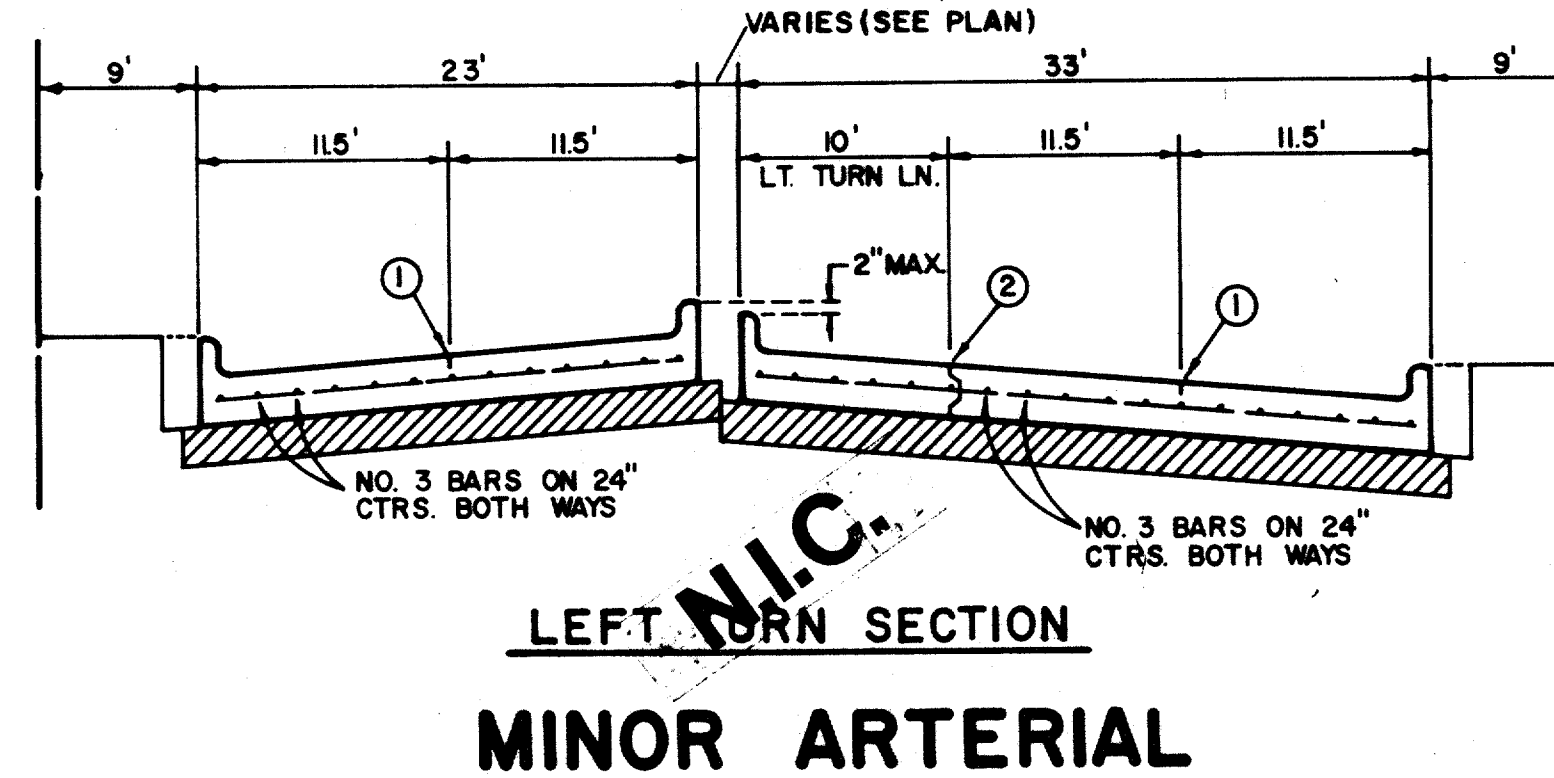 VARIES (SEE PLAN)
9' 23' 33' 9'
11.5' 11.5' 10' 11.5' 11.5'
LT. TURN LN.
2" MAX.
1 2 1
NO. 3 BARS ON 24"
CTRS. BOTH WAYS
NO. 3 BARS ON 24"
CTRS. BOTH WAYS
N.I.C.
LEFT TURN SECTION
MINOR ARTERIAL